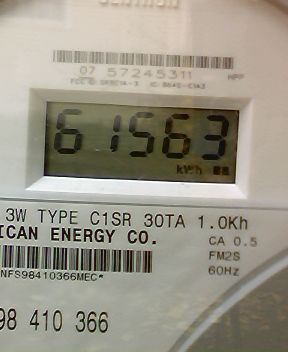 07 57245311 HPP
61563
kWh
3W TYPE C1SR 30TA 1.0Kh
ICAN ENERGY CO.
CA 0.5
FM2S
60Hz
NFS98410366MEC*
98 410 366